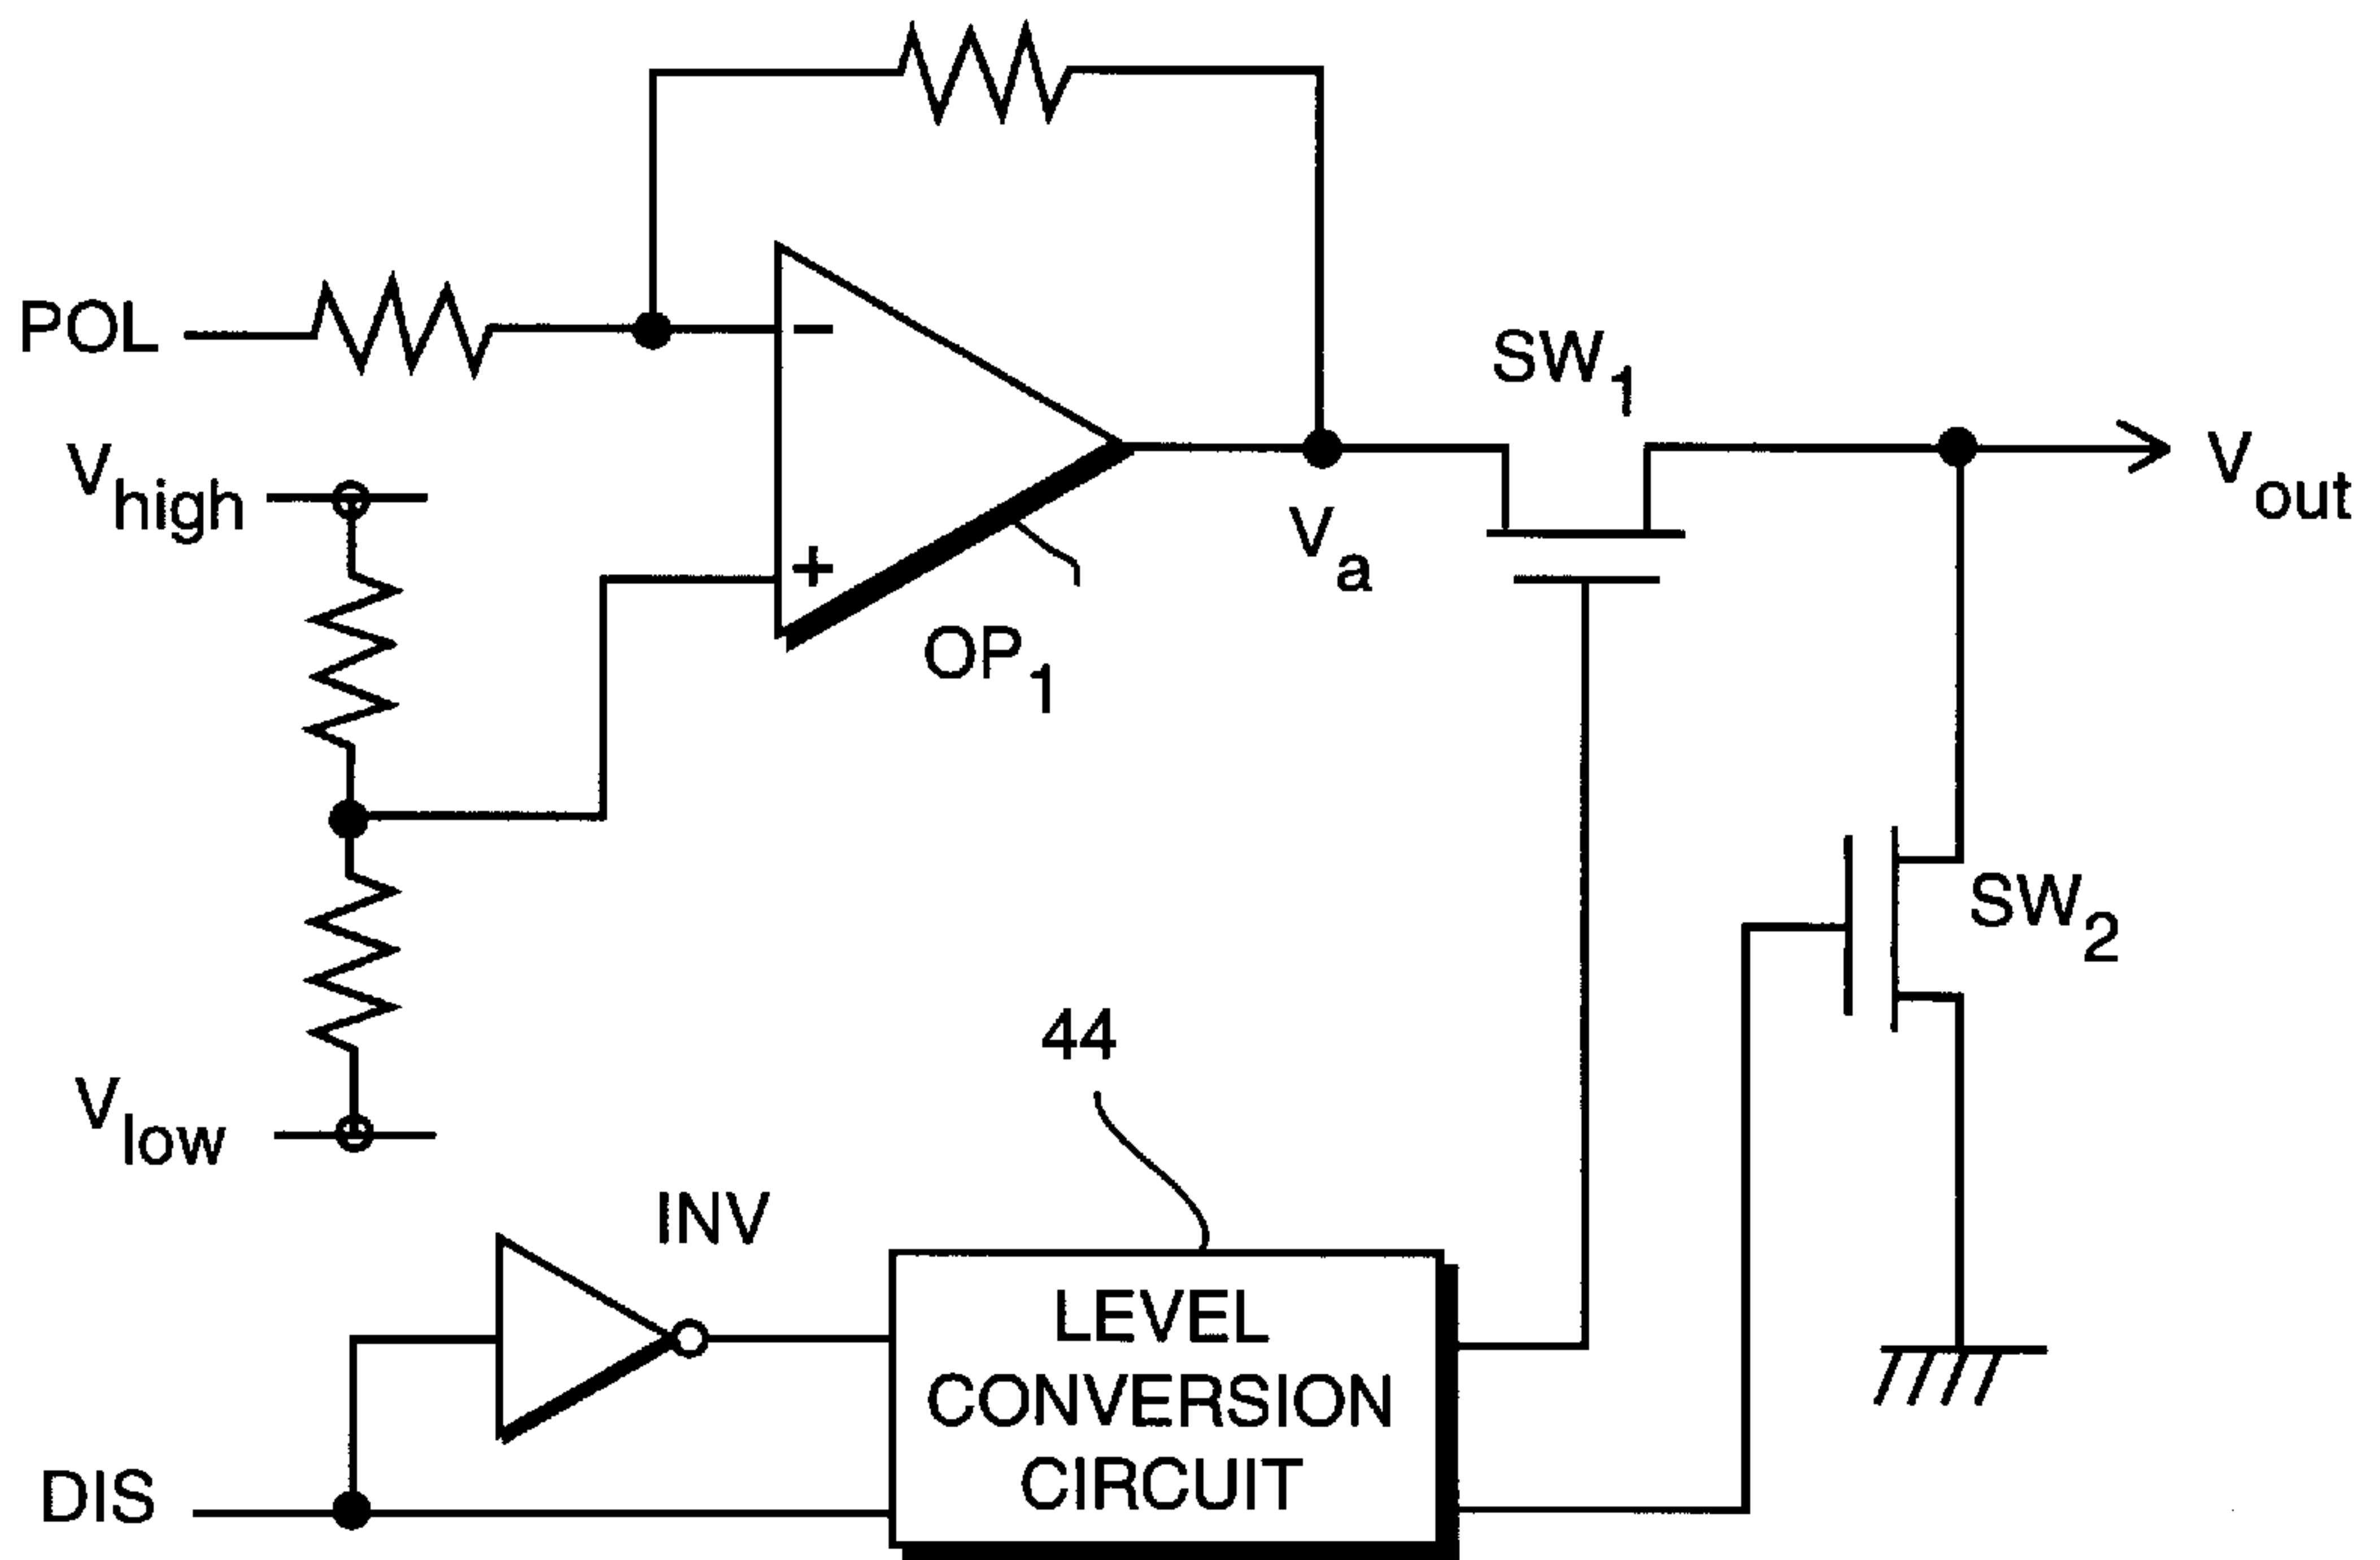 POL
−
SW1
Vhigh
Vout
Va
+
OP1
SW2
44
Vlow
INV
LEVEL
CONVERSION
CIRCUIT
DIS